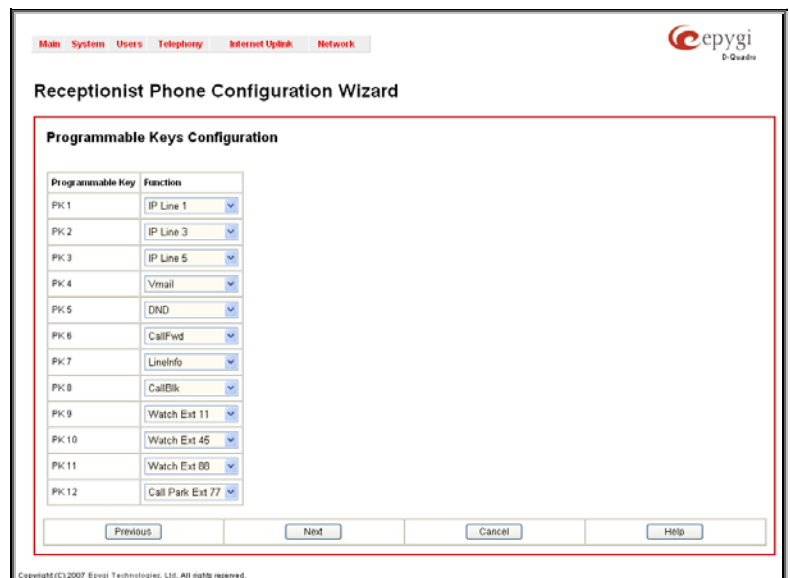 Main System Users Telephony Internet Uplink Network
epygi
D-Quadro
Receptionist Phone Configuration Wizard
Programmable Keys Configuration
Programmable Key Function
PK1 IP Line 1
PK2 IP Line 3
PK3 IP Line 5
PK4 Vmail
PK5 DND
PK6 CallFwd
PK7 LineInfo
PK8 CallBlk
PK9 Watch Ext 11
PK10 Watch Ext 45
PK11 Watch Ext 88
PK12 Call Park Ext 77
Previous Next Cancel Help
Copyright (C) 2007 Epygi Technologies, Ltd. All rights reserved.